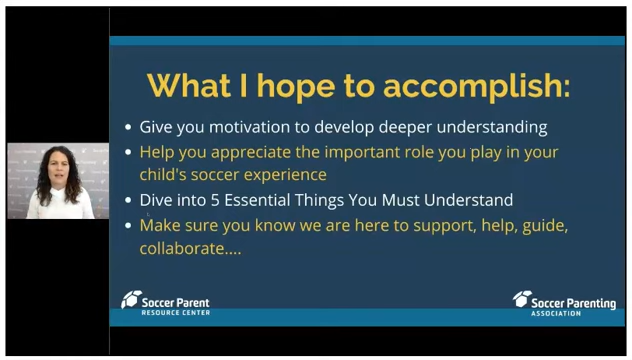 What I hope to accomplish:
• Give you motivation to develop deeper understanding
• Help you appreciate the important role you play in your
child's soccer experience
• Dive into 5 Essential Things You Must Understand
• Make sure you know we are here to support, help, guide,
collaborate....
Soccer Parent
RESOURCE CENTER
Soccer Parenting
ASSOCIATION